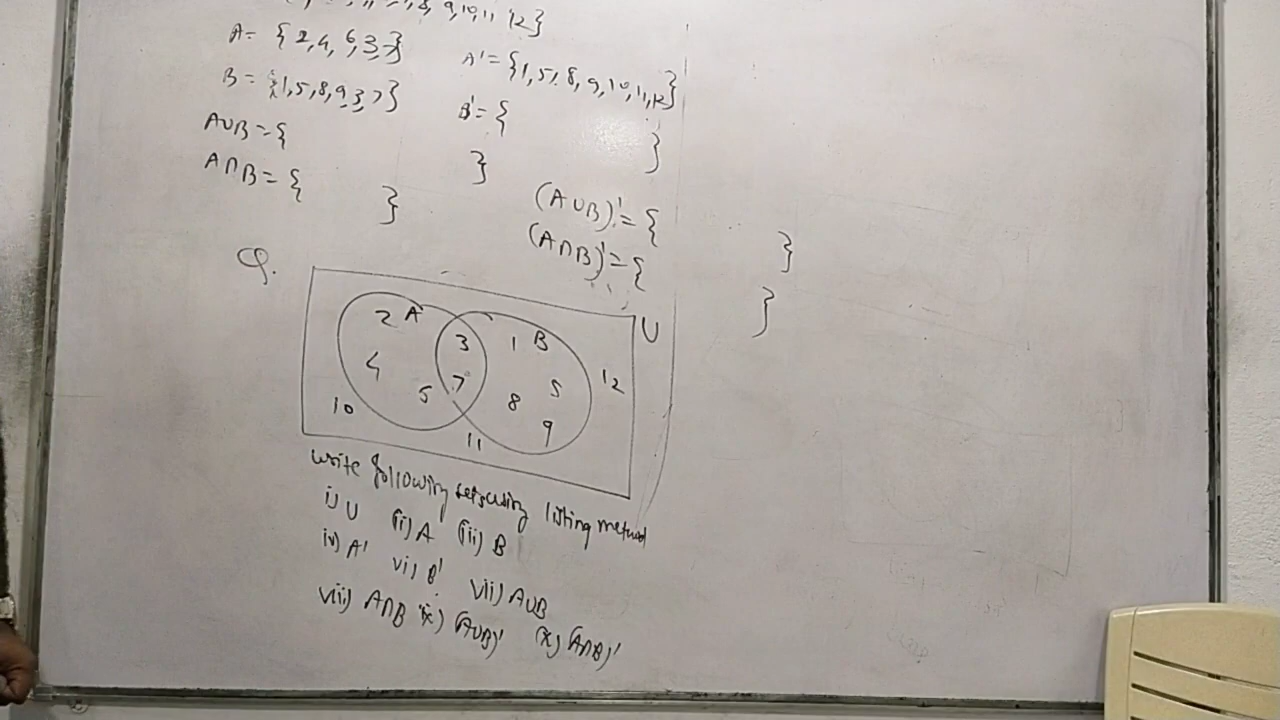 8, 9, 10, 11, 12}
A = {2, 4, 6, 3, 7}
A' = {1, 5, 8, 9, 10, 11, 12}
B = {1, 5, 8, 9, 3, 7}
B' = { }
A∪B = { }
A∩B = { }
(A∪B)' = { }
(A∩B)' = { }
Q.
U
2 A 3 1 B
4 7 8 5 12
10 5 11 9
write following sets using listing method
i) U (ii) A (iii) B
iv) A' vi) B' vii) A∪B
viii) A∩B ix) (A∪B)' (x) (A∩B)'